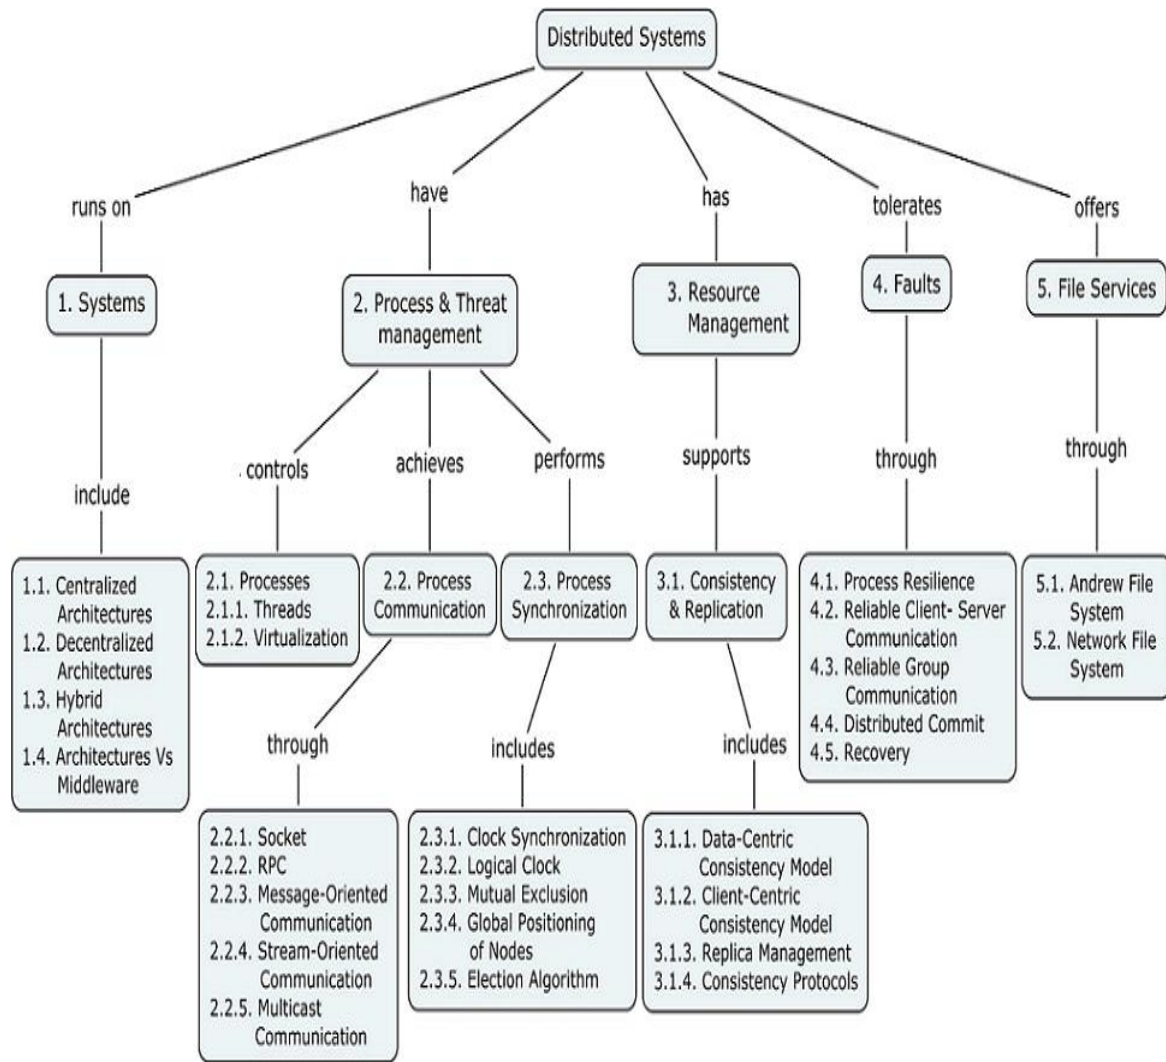 Distributed Systems
runs on
have
has
tolerates
offers
1. Systems
2. Process & Threat
management
3. Resource
Management
4. Faults
5. File Services
include
controls
achieves
performs
supports
through
through
1.1. Centralized
Architectures
1.2. Decentralized
Architectures
1.3. Hybrid
Architectures
1.4. Architectures Vs
Middleware
2.1. Processes
2.1.1. Threads
2.1.2. Virtualization
2.2. Process
Communication
2.3. Process
Synchronization
3.1. Consistency
& Replication
4.1. Process Resilience
4.2. Reliable Client- Server
Communication
4.3. Reliable Group
Communication
4.4. Distributed Commit
4.5. Recovery
5.1. Andrew File
System
5.2. Network File
System
through
includes
includes
2.2.1. Socket
2.2.2. RPC
2.2.3. Message-Oriented
Communication
2.2.4. Stream-Oriented
Communication
2.2.5. Multicast
Communication
2.3.1. Clock Synchronization
2.3.2. Logical Clock
2.3.3. Mutual Exclusion
2.3.4. Global Positioning
of Nodes
2.3.5. Election Algorithm
3.1.1. Data-Centric
Consistency Model
3.1.2. Client-Centric
Consistency Model
3.1.3. Replica Management
3.1.4. Consistency Protocols